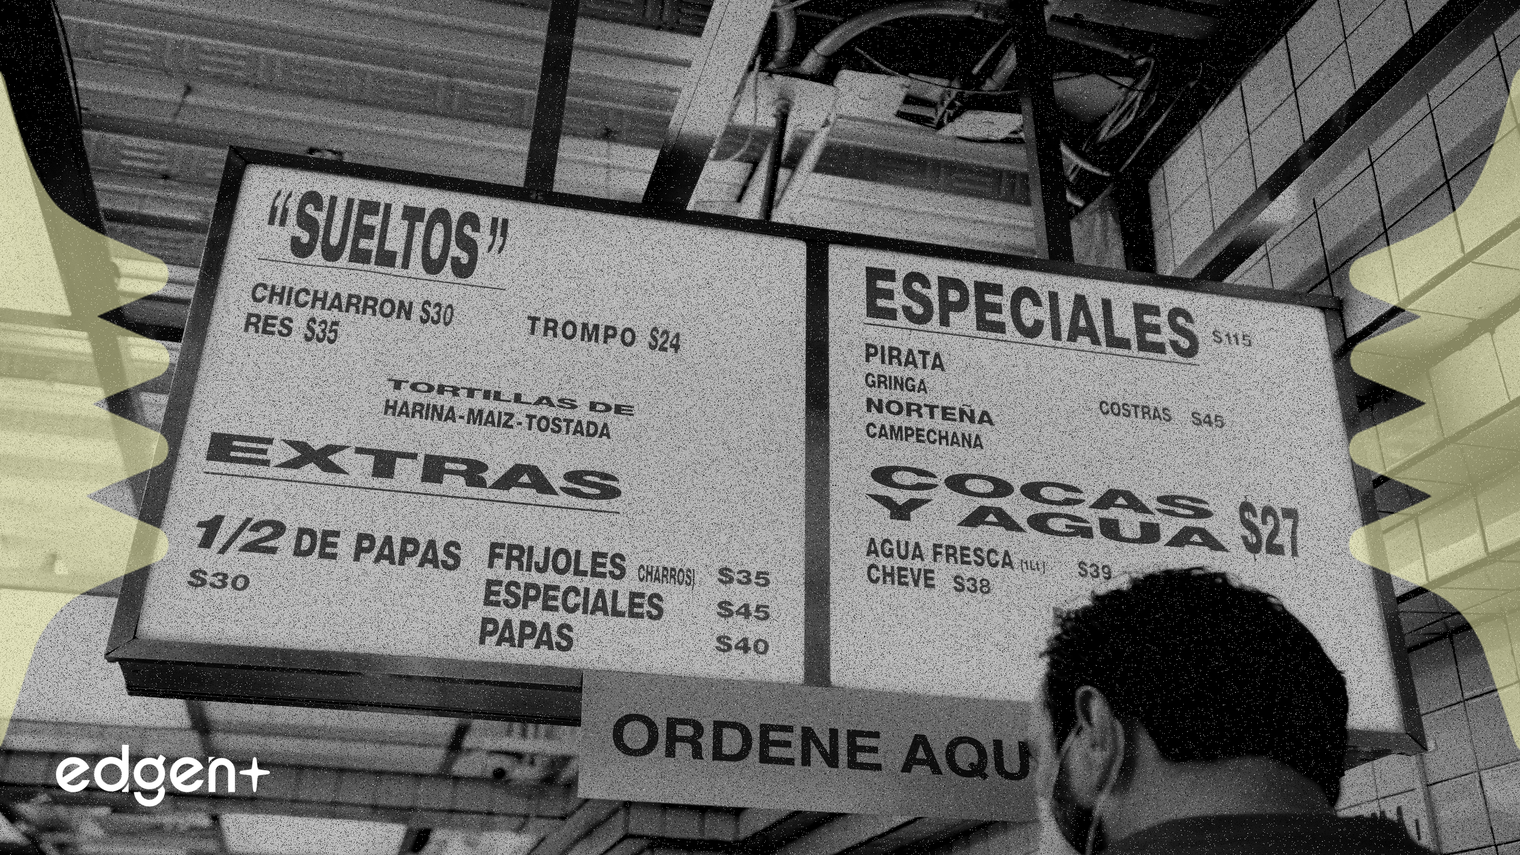 "SUELTOS"
CHICHARRON $30
RES $35
TROMPO $24
TORTILLAS DE
HARINA-MAIZ-TOSTADA
EXTRAS
1/2 DE PAPAS
$30
FRIJOLES CHARROS $35
ESPECIALES $45
PAPAS $40
ESPECIALES $115
PIRATA
GRINGA
NORTEÑA
CAMPECHANA
COSTRAS $45
COCAS
Y AGUA $27
AGUA FRESCA (1Lt) $39
CHEVE $38
ORDENE AQU
edgen+